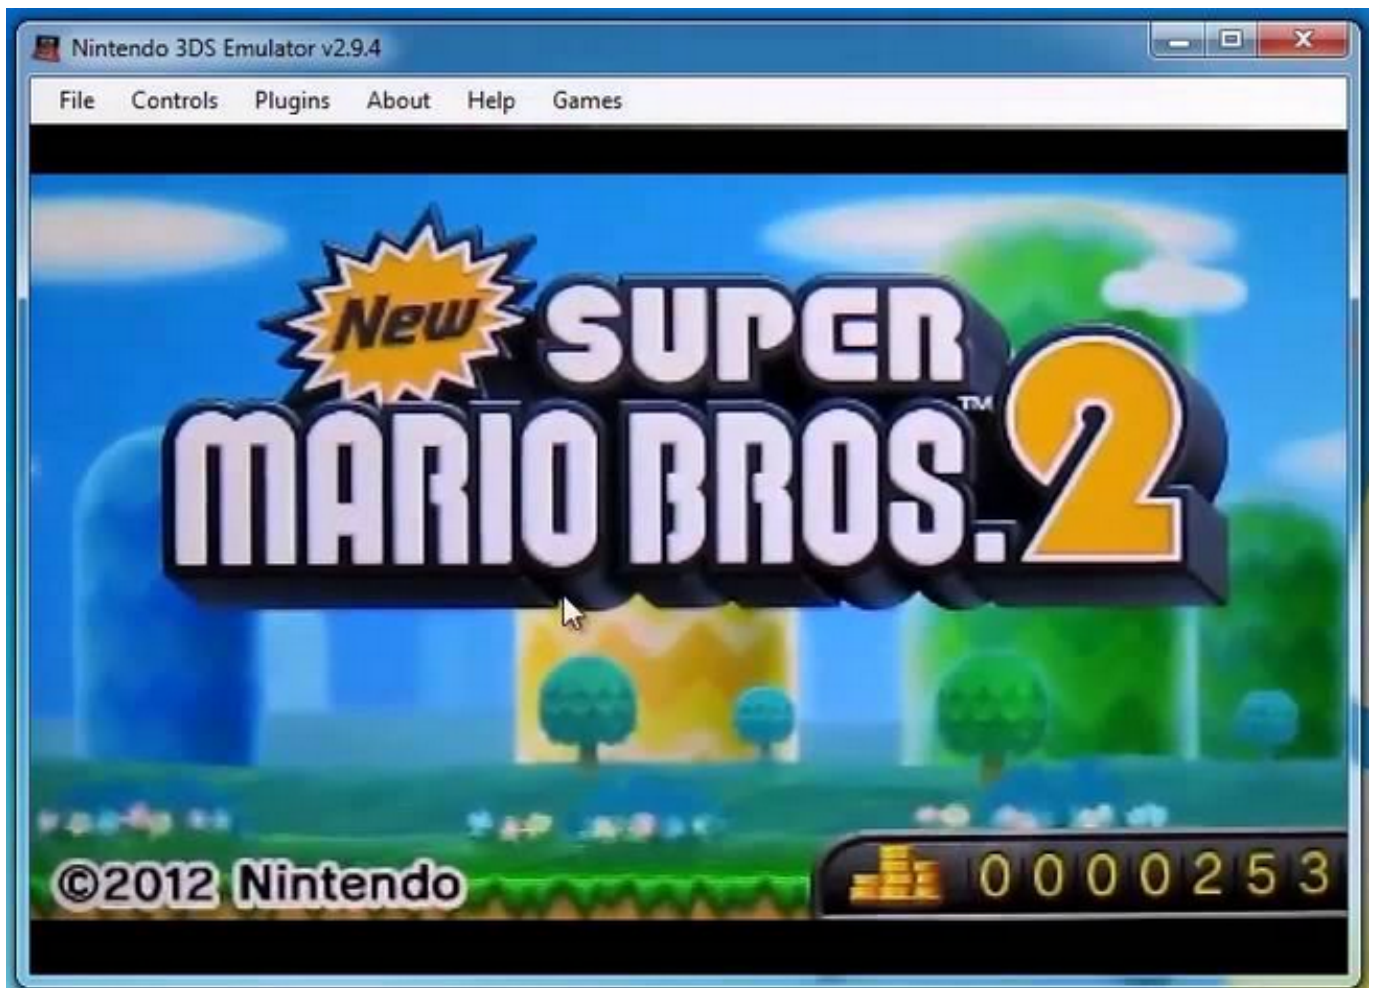 Nintendo 3DS Emulator v2.9.4
File Controls Plugins About Help Games
New SUPER
MARIO BROS.™ 2
©2012 Nintendo
0000253